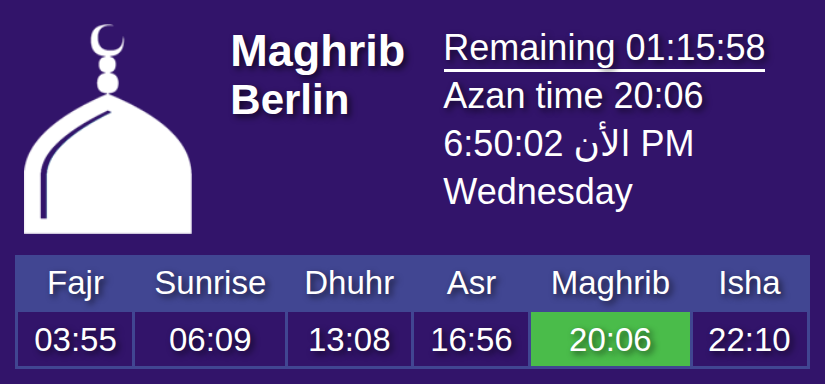 Maghrib
Berlin
Remaining 01:15:58
Azan time 20:06
6:50:02 الأن PM
Wednesday
Fajr Sunrise Dhuhr Asr Maghrib Isha
03:55 06:09 13:08 16:56 20:06 22:10